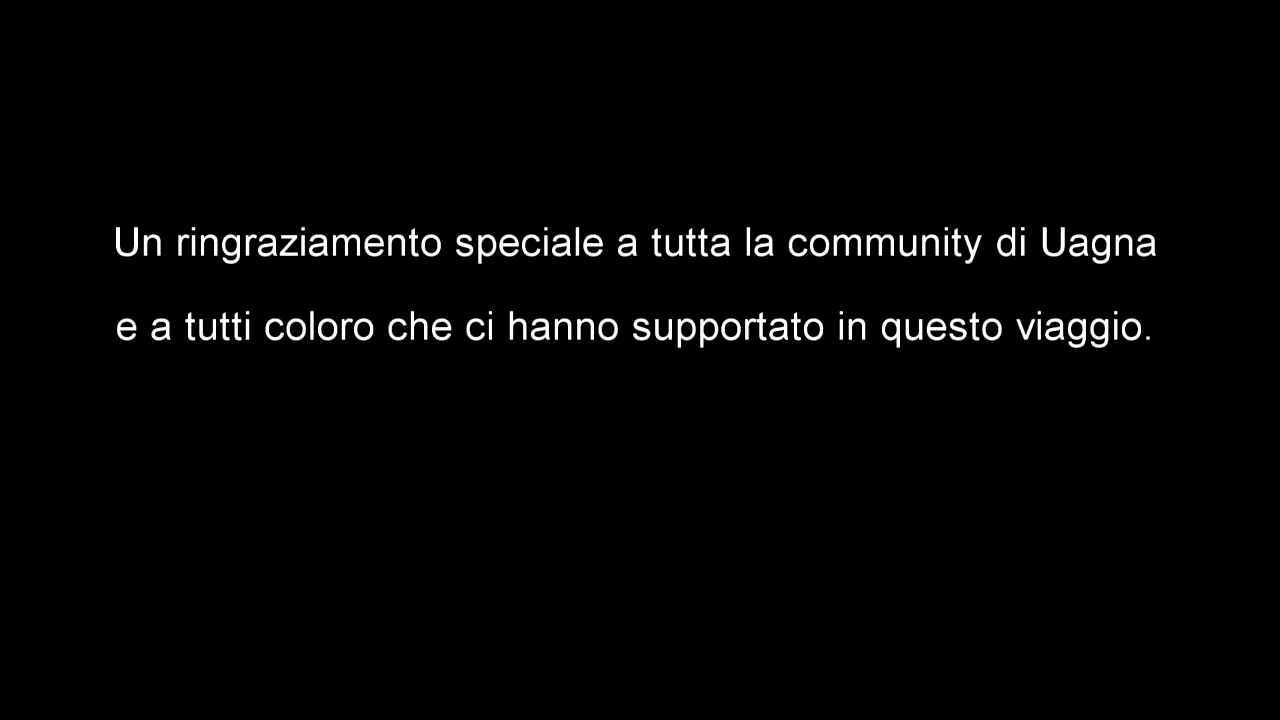 Un ringraziamento speciale a tutta la community di Uagna
e a tutti coloro che ci hanno supportato in questo viaggio.